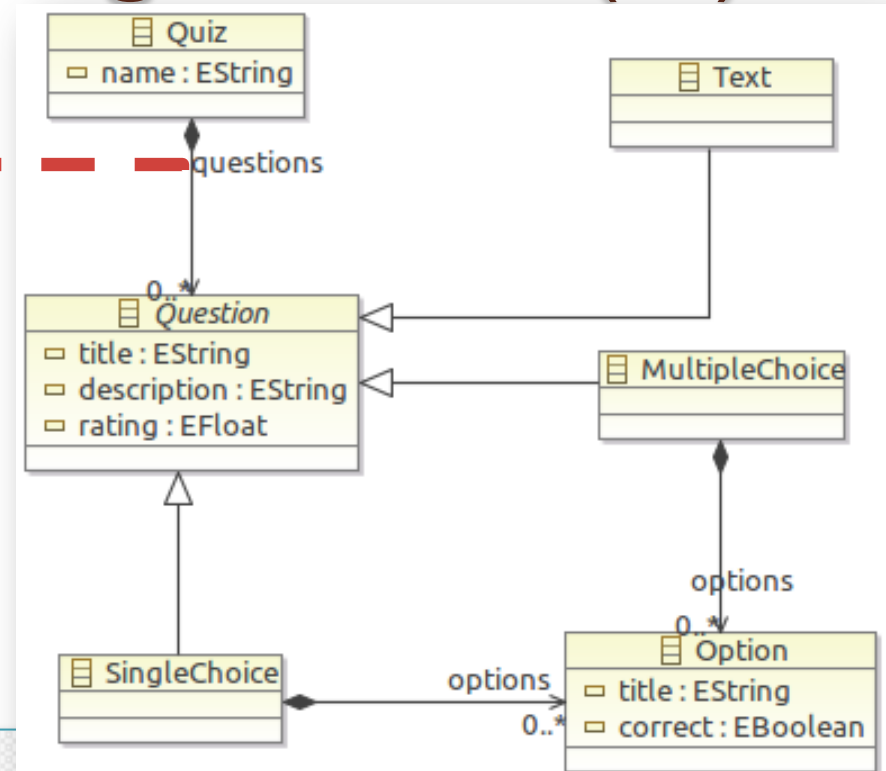 Quiz
name : EString
questions
0..*
Text
Question
title : EString
description : EString
rating : EFloat
MultipleChoice
options
0..*
SingleChoice
options
0..*
Option
title : EString
correct : EBoolean